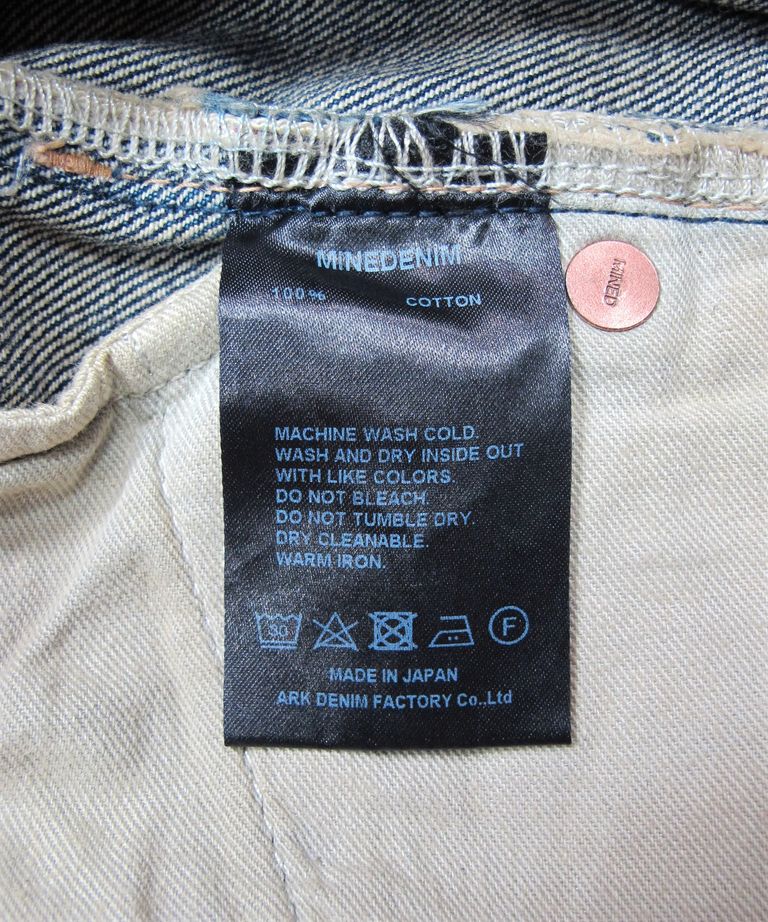 MINEDENIM
100% COTTON
MINED
MACHINE WASH COLD.
WASH AND DRY INSIDE OUT
WITH LIKE COLORS.
DO NOT BLEACH.
DO NOT TUMBLE DRY.
DRY CLEANABLE.
WARM IRON.
F
MADE IN JAPAN
ARK DENIM FACTORY Co.,Ltd